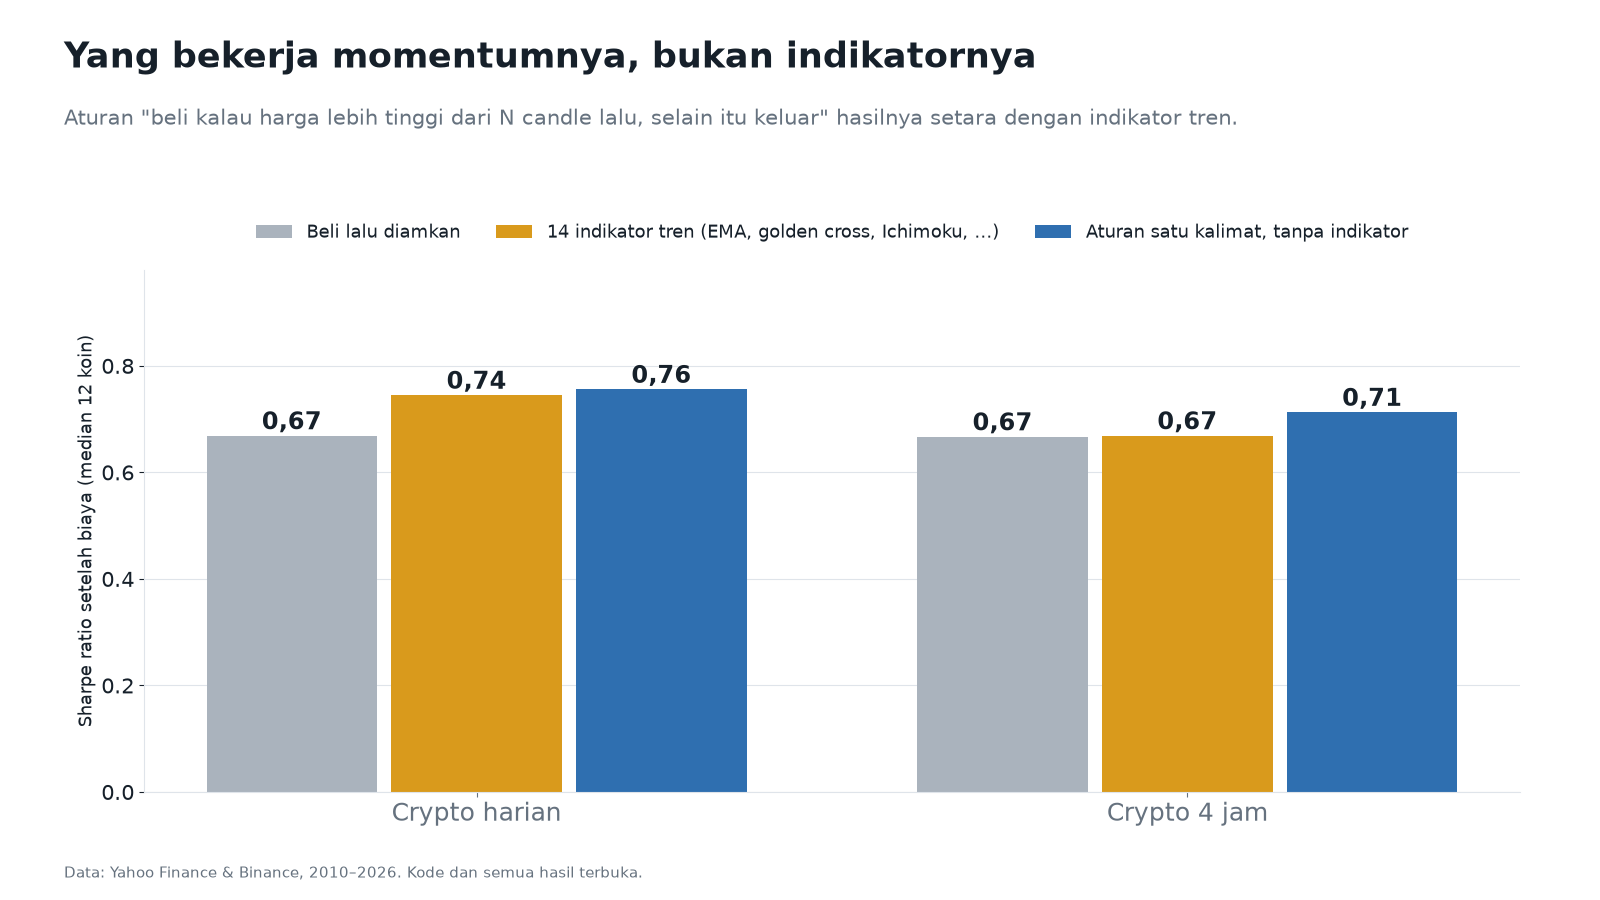 Yang bekerja momentumnya, bukan indikatornya
Aturan "beli kalau harga lebih tinggi dari N candle lalu, selain itu keluar" hasilnya setara dengan indikator tren.
Beli lalu diamkan
14 indikator tren (EMA, golden cross, Ichimoku, ...)
Aturan satu kalimat, tanpa indikator
Sharpe ratio setelah biaya (median 12 koin)
0.8
0.6
0.4
0.2
0.0
0,67
0,74
0,76
0,67
0,67
0,71
Crypto harian
Crypto 4 jam
Data: Yahoo Finance & Binance, 2010–2026. Kode dan semua hasil terbuka.